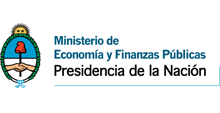 Ministerio de
Economía y Finanzas Públicas
Presidencia de la Nación